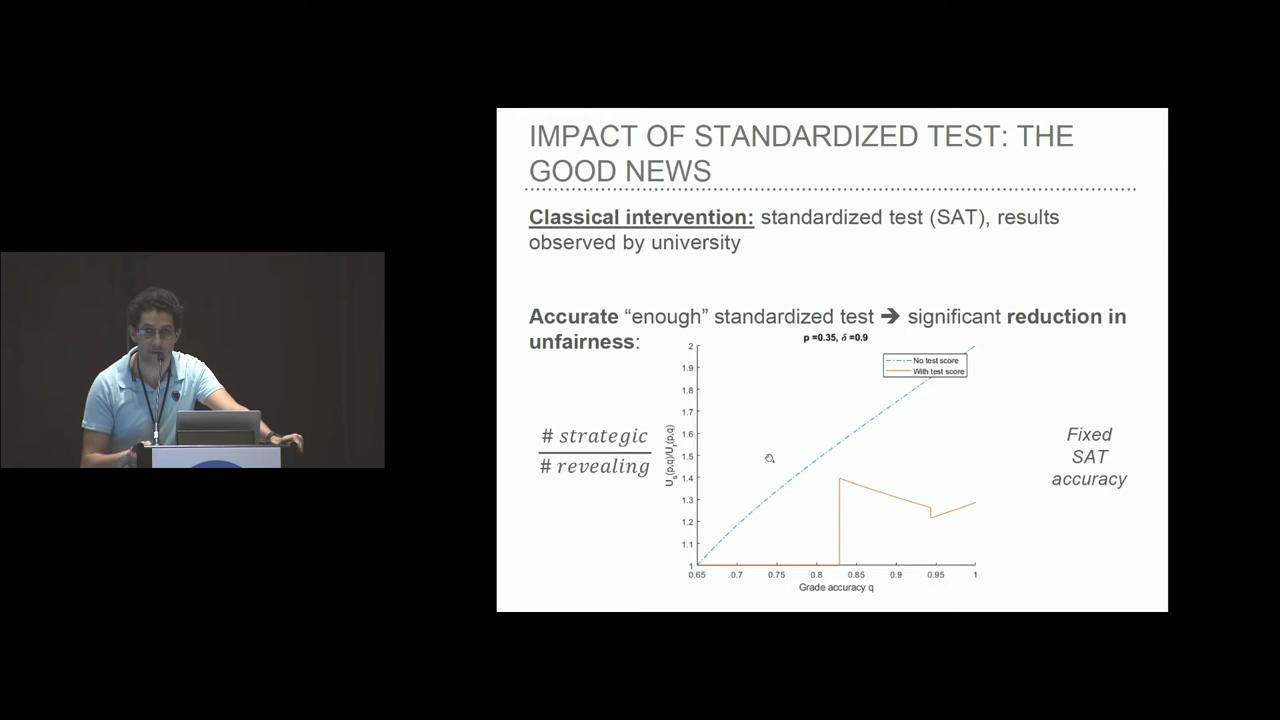 IMPACT OF STANDARDIZED TEST: THE
GOOD NEWS
Classical intervention: standardized test (SAT), results
observed by university
Accurate “enough” standardized test ➔ significant reduction in
unfairness:
p =0.35, δ =0.9
No test score
With test score
# strategic
# revealing
U_s(p,q)/U_r(p,q)
2
1.9
1.8
1.7
1.6
1.5
1.4
1.3
1.2
1.1
1
0.65 0.7 0.75 0.8 0.85 0.9 0.95 1
Grade accuracy q
Fixed
SAT
accuracy